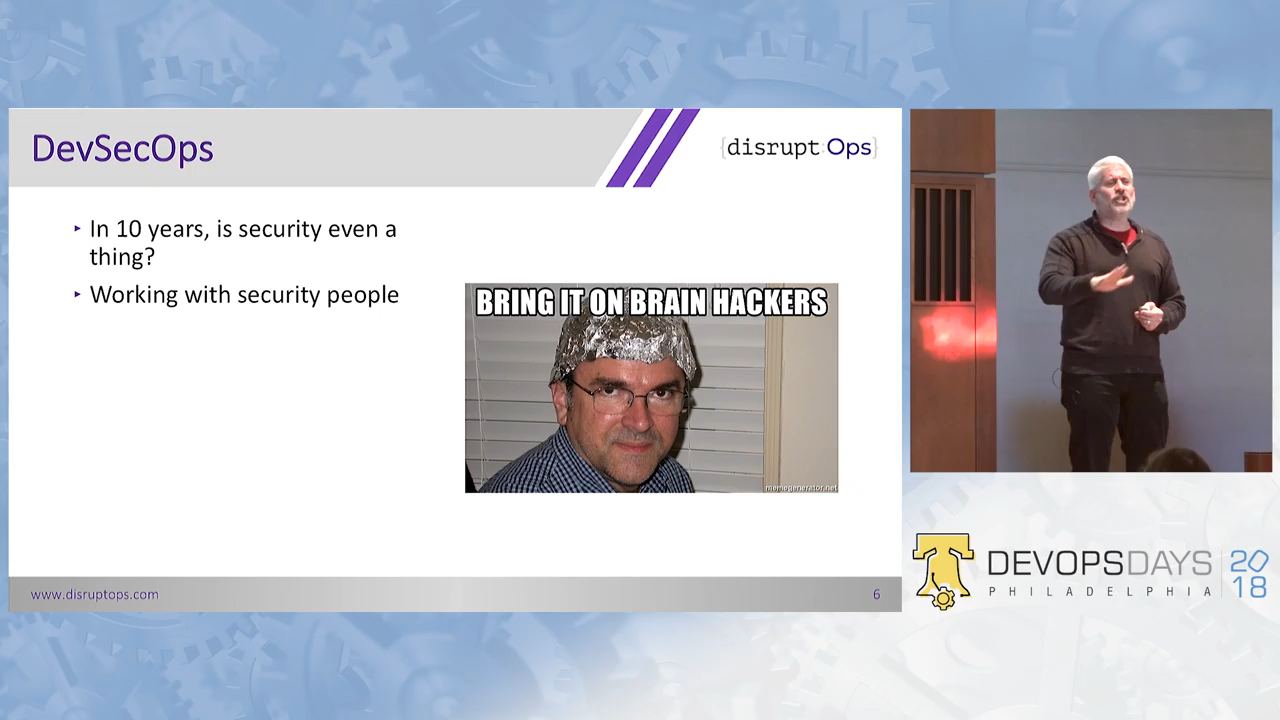 DevSecOps
{disrupt:Ops}
In 10 years, is security even a
thing?
Working with security people
BRING IT ON BRAIN HACKERS
memegenerator.net
www.disruptops.com
6
DEVOPSDAYS
PHILADELPHIA
20
18